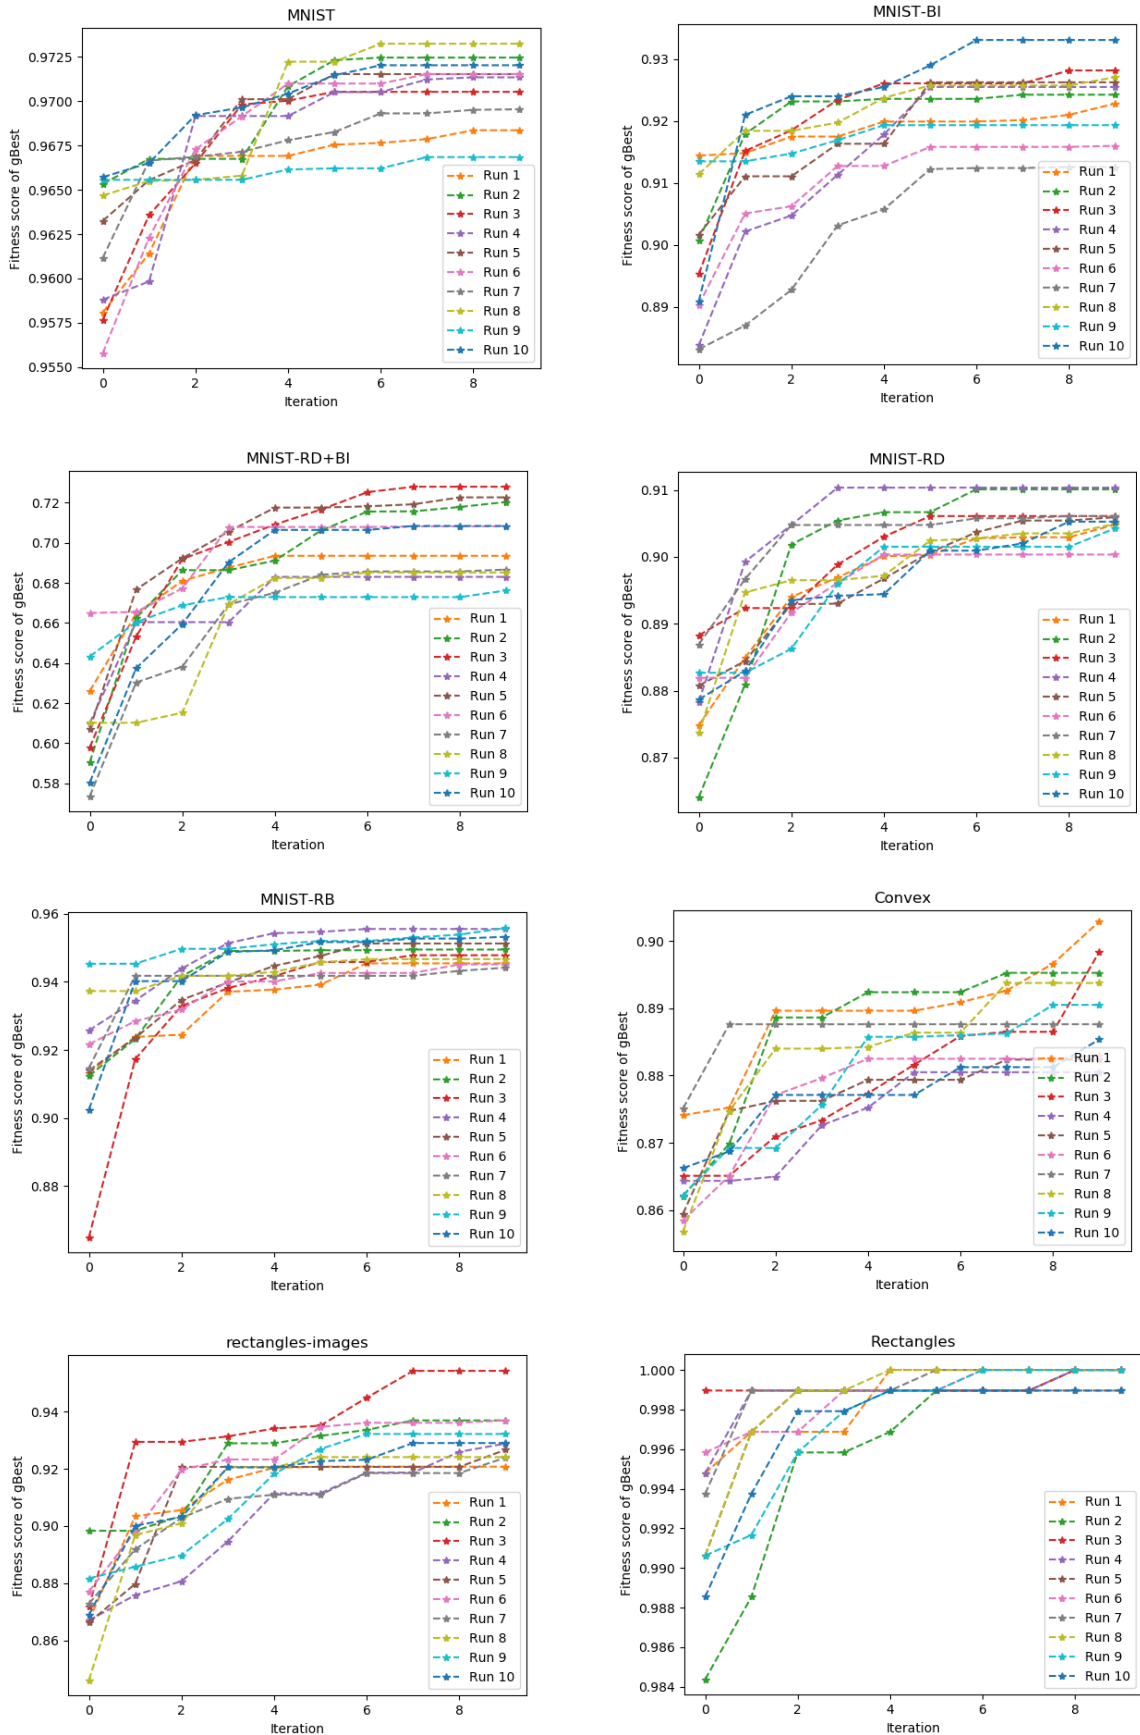 MNIST
Fitness score of gBest
0.9725
0.9700
0.9675
0.9650
0.9625
0.9600
0.9575
0.9550
0 2 4 6 8
Iteration
Run 1
Run 2
Run 3
Run 4
Run 5
Run 6
Run 7
Run 8
Run 9
Run 10
MNIST-BI
Fitness score of gBest
0.93
0.92
0.91
0.90
0.89
0 2 4 6 8
Iteration
Run 1
Run 2
Run 3
Run 4
Run 5
Run 6
Run 7
Run 8
Run 9
Run 10
MNIST-RD+BI
Fitness score of gBest
0.72
0.70
0.68
0.66
0.64
0.62
0.60
0.58
0 2 4 6 8
Iteration
Run 1
Run 2
Run 3
Run 4
Run 5
Run 6
Run 7
Run 8
Run 9
Run 10
MNIST-RD
Fitness score of gBest
0.91
0.90
0.89
0.88
0.87
0 2 4 6 8
Iteration
Run 1
Run 2
Run 3
Run 4
Run 5
Run 6
Run 7
Run 8
Run 9
Run 10
MNIST-RB
Fitness score of gBest
0.96
0.94
0.92
0.90
0.88
0 2 4 6 8
Iteration
Run 1
Run 2
Run 3
Run 4
Run 5
Run 6
Run 7
Run 8
Run 9
Run 10
Convex
Fitness score of gBest
0.90
0.89
0.88
0.87
0.86
0 2 4 6 8
Iteration
Run 1
Run 2
Run 3
Run 4
Run 5
Run 6
Run 7
Run 8
Run 9
Run 10
rectangles-images
Fitness score of gBest
0.94
0.92
0.90
0.88
0.86
0 2 4 6 8
Iteration
Run 1
Run 2
Run 3
Run 4
Run 5
Run 6
Run 7
Run 8
Run 9
Run 10
Rectangles
Fitness score of gBest
1.000
0.998
0.996
0.994
0.992
0.990
0.988
0.986
0.984
0 2 4 6 8
Iteration
Run 1
Run 2
Run 3
Run 4
Run 5
Run 6
Run 7
Run 8
Run 9
Run 10